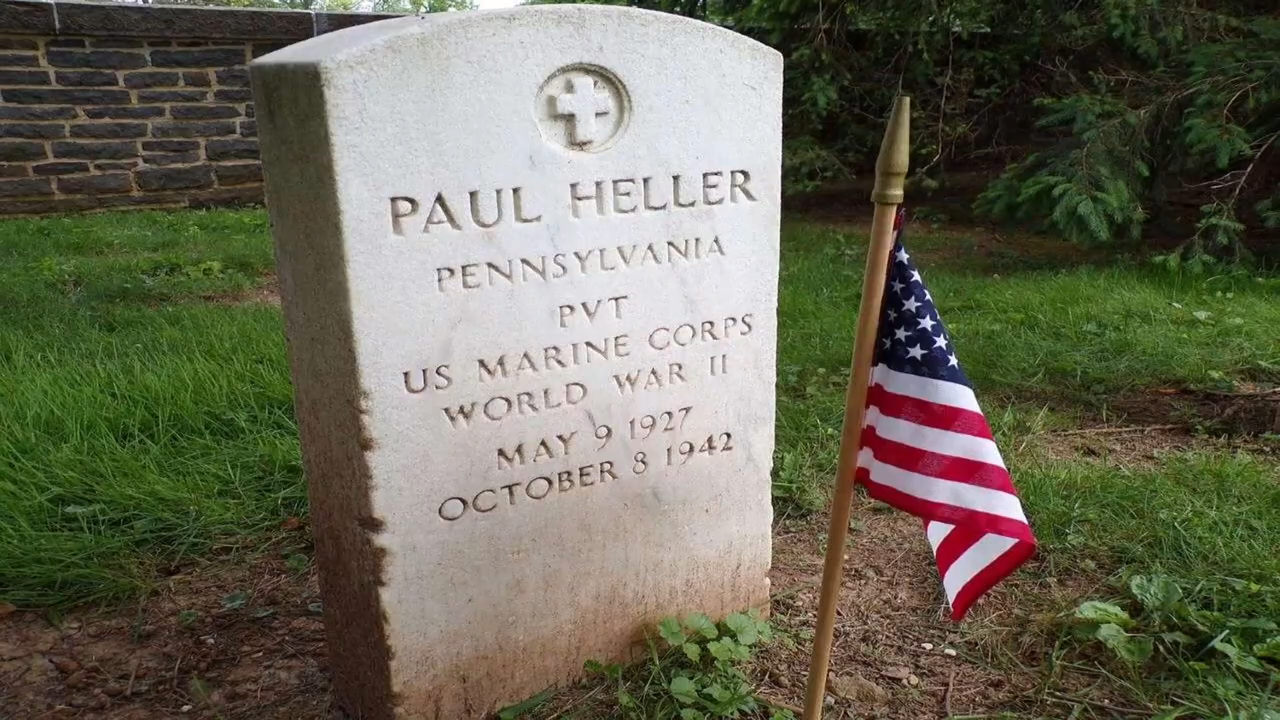 PAUL HELLER
PENNSYLVANIA
PVT
US MARINE CORPS
WORLD WAR II
MAY 9 1927
OCTOBER 8 1942